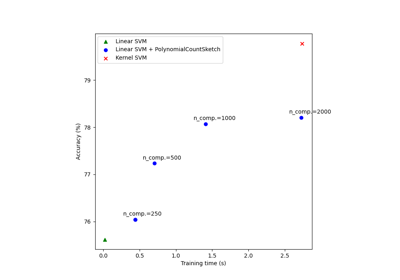 Linear SVM
Linear SVM + PolynomialCountSketch
Kernel SVM
79
n_comp.=2000
n_comp.=1000
78
n_comp.=500
77
n_comp.=250
76
Accuracy (%)
0.0 0.5 1.0 1.5 2.0 2.5
Training time (s)